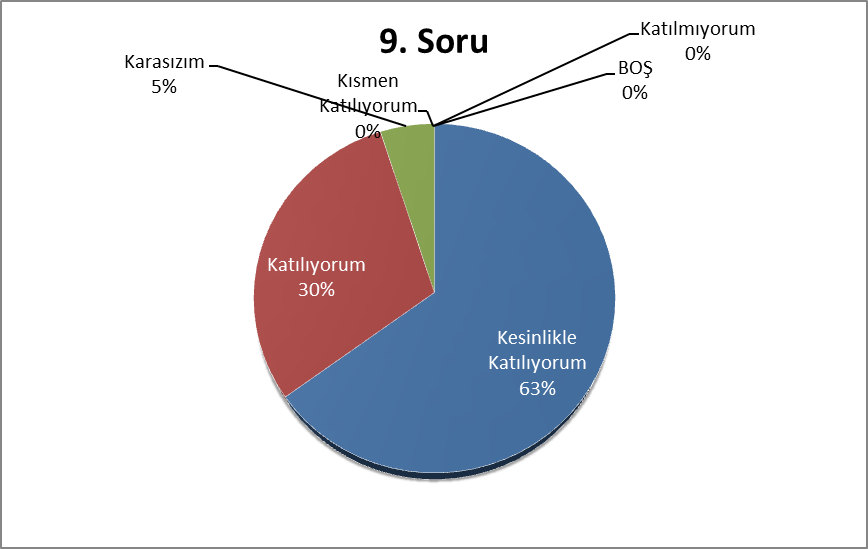 9. Soru
Karasızım
5%
Kısmen
Katılıyorum
0%
Katılmıyorum
0%
BOŞ
0%
Katılıyorum
30%
Kesinlikle
Katılıyorum
63%